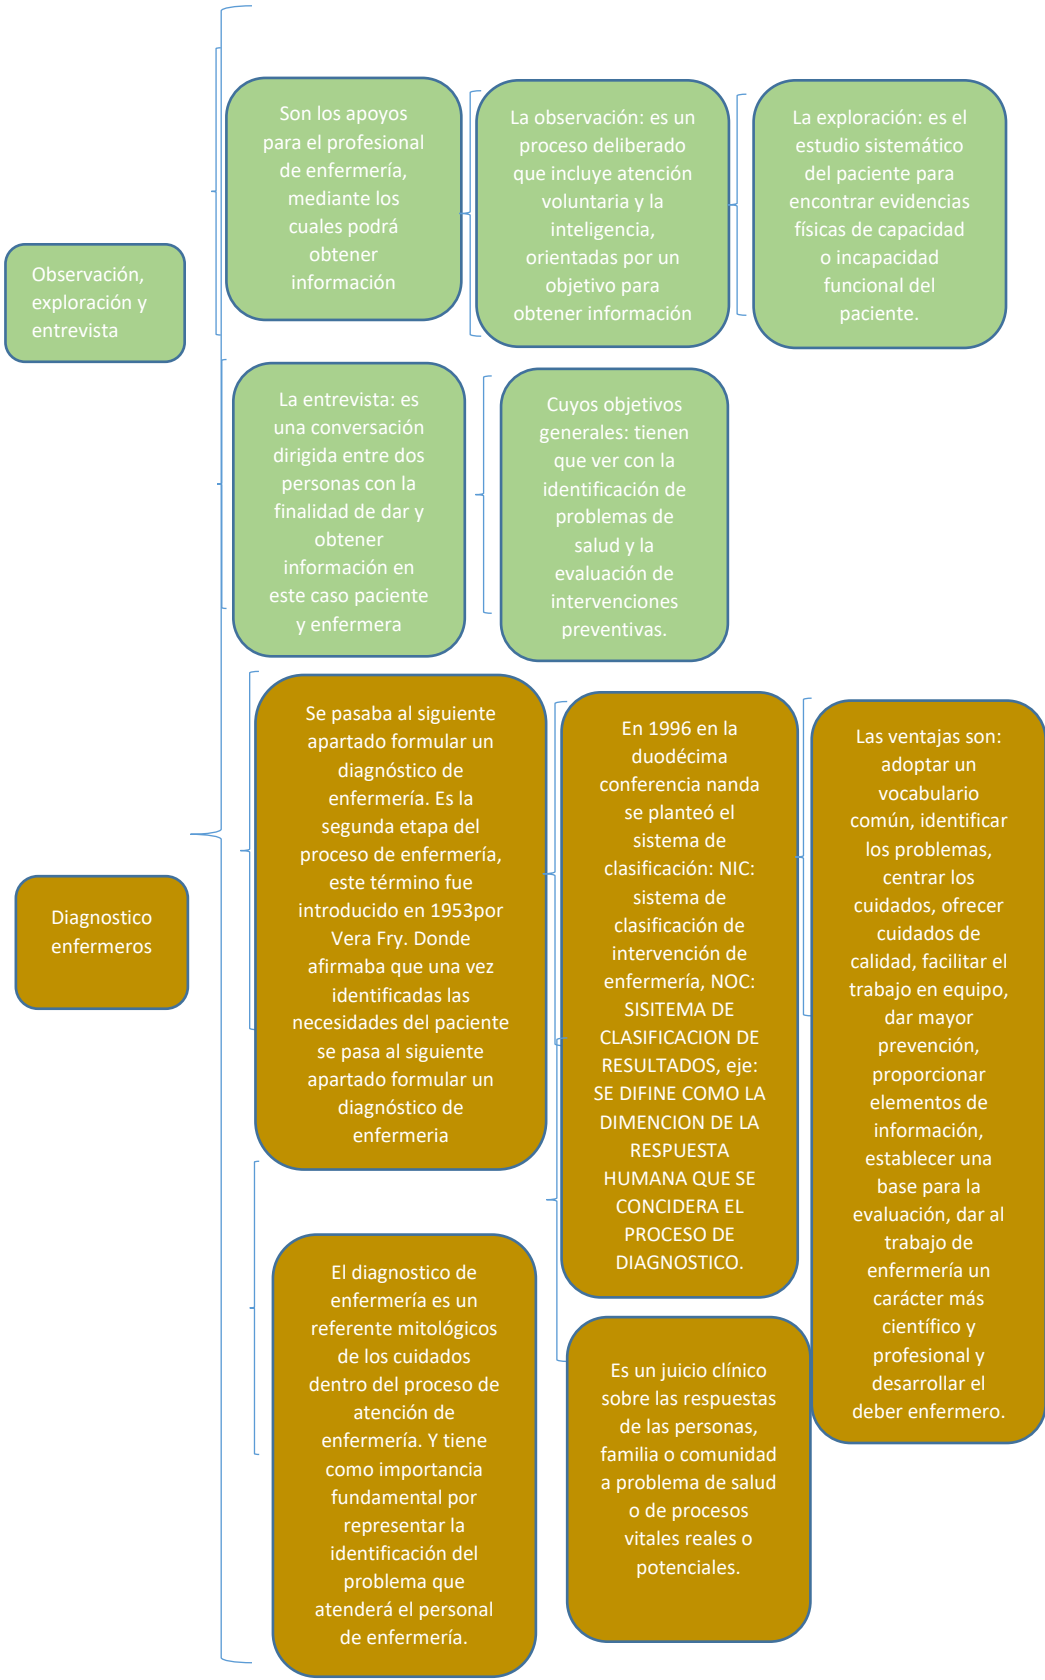 Observación,
exploración y
entrevista
Son los apoyos
para el profesional
de enfermería,
mediante los
cuales podrá
obtener
información
La observación: es un
proceso deliberado
que incluye atención
voluntaria y la
inteligencia,
orientadas por un
objetivo para
obtener información
La exploración: es el
estudio sistemático
del paciente para
encontrar evidencias
físicas de capacidad
o incapacidad
funcional del
paciente.
La entrevista: es
una conversación
dirigida entre dos
personas con la
finalidad de dar y
obtener
información en
este caso paciente
y enfermera
Cuyos objetivos
generales: tienen
que ver con la
identificación de
problemas de
salud y la
evaluación de
intervenciones
preventivas.
Diagnostico
enfermeros
Se pasaba al siguiente
apartado formular un
diagnóstico de
enfermería. Es la
segunda etapa del
proceso de enfermería,
este término fue
introducido en 1953por
Vera Fry. Donde
afirmaba que una vez
identificadas las
necesidades del paciente
se pasa al siguiente
apartado formular un
diagnóstico de
enfermeria
En 1996 en la
duodécima
conferencia nanda
se planteó el
sistema de
clasificación: NIC:
sistema de
clasificación de
intervención de
enfermería, NOC:
SISITEMA DE
CLASIFICACION DE
RESULTADOS, eje:
SE DIFINE COMO LA
DIMENCION DE LA
RESPUESTA
HUMANA QUE SE
CONCIDERA EL
PROCESO DE
DIAGNOSTICO.
Las ventajas son:
adoptar un
vocabulario
común, identificar
los problemas,
centrar los
cuidados, ofrecer
cuidados de
calidad, facilitar el
trabajo en equipo,
dar mayor
prevención,
proporcionar
elementos de
información,
establecer una
base para la
evaluación, dar al
trabajo de
enfermería un
carácter más
científico y
profesional y
desarrollar el
deber enfermero.
El diagnostico de
enfermería es un
referente mitológicos
de los cuidados
dentro del proceso de
atención de
enfermería. Y tiene
como importancia
fundamental por
representar la
identificación del
problema que
atenderá el personal
de enfermería.
Es un juicio clínico
sobre las respuestas
de las personas,
familia o comunidad
a problema de salud
o de procesos
vitales reales o
potenciales.